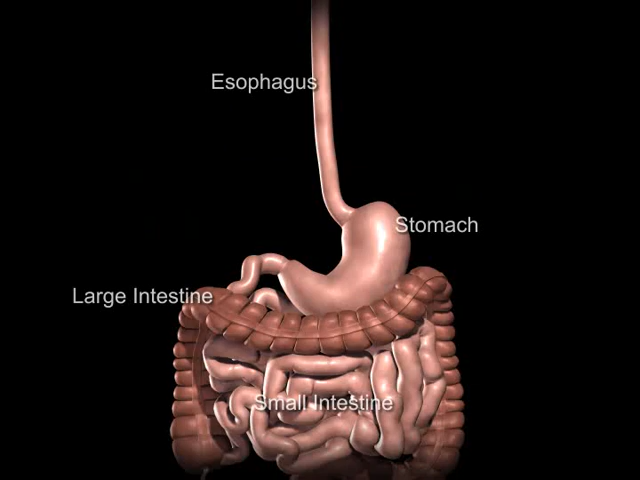 Esophagus
Stomach
Large Intestine
Small Intestine